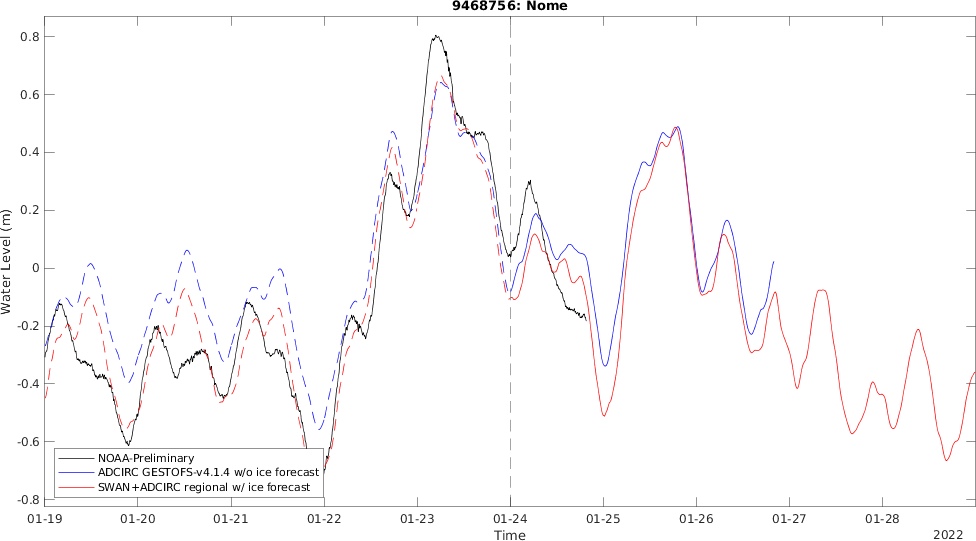 9468756: Nome
Water Level (m)
0.8
0.6
0.4
0.2
0
-0.2
-0.4
-0.6
-0.8
NOAA-Preliminary
ADCIRC GESTOFS-v4.1.4 w/o ice forecast
SWAN+ADCIRC regional w/ ice forecast
01-19 01-20 01-21 01-22 01-23 01-24 01-25 01-26 01-27 01-28
Time
2022